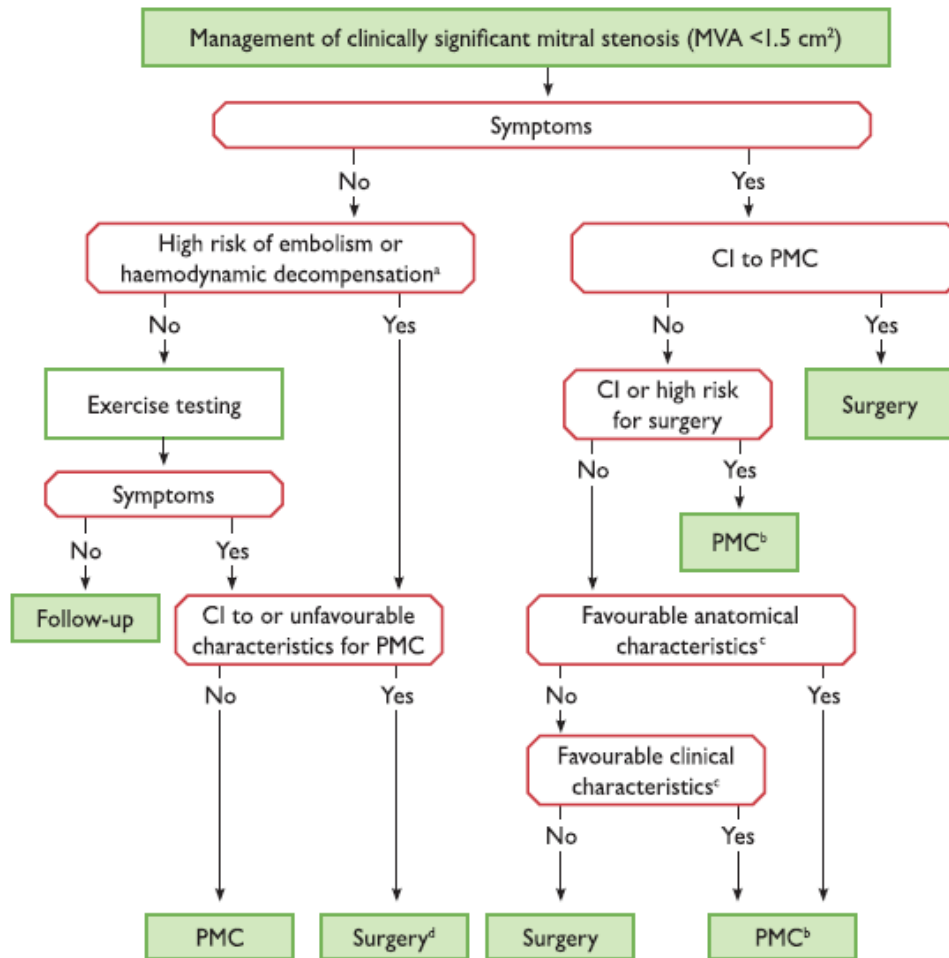 Management of clinically significant mitral stenosis (MVA <1.5 cm²)
Symptoms
No
Yes
High risk of embolism or
haemodynamic decompensationᵃ
CI to PMC
No
Yes
No
Yes
Exercise testing
CI or high risk
for surgery
Surgery
Symptoms
No
Yes
No
Yes
PMCᵇ
Follow-up
CI to or unfavourable
characteristics for PMC
Favourable anatomical
characteristicsᶜ
No
Yes
No
Yes
Favourable clinical
characteristicsᶜ
No
Yes
PMC
Surgeryᵈ
Surgery
PMCᵇ